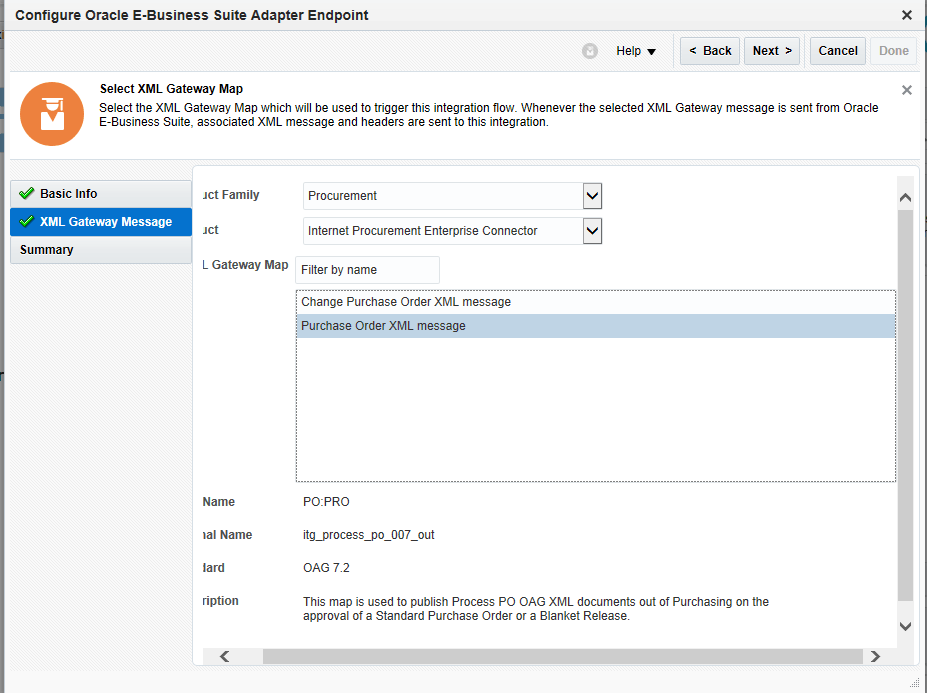 Configure Oracle E-Business Suite Adapter Endpoint
Help
< Back
Next >
Cancel
Done
Select XML Gateway Map
Select the XML Gateway Map which will be used to trigger this integration flow. Whenever the selected XML Gateway message is sent from Oracle
E-Business Suite, associated XML message and headers are sent to this integration.
Basic Info
XML Gateway Message
Summary
uct Family
Procurement
uct
Internet Procurement Enterprise Connector
L Gateway Map
Filter by name
Change Purchase Order XML message
Purchase Order XML message
Name
PO:PRO
nal Name
itg_process_po_007_out
dard
OAG 7.2
ription
This map is used to publish Process PO OAG XML documents out of Purchasing on the
approval of a Standard Purchase Order or a Blanket Release.